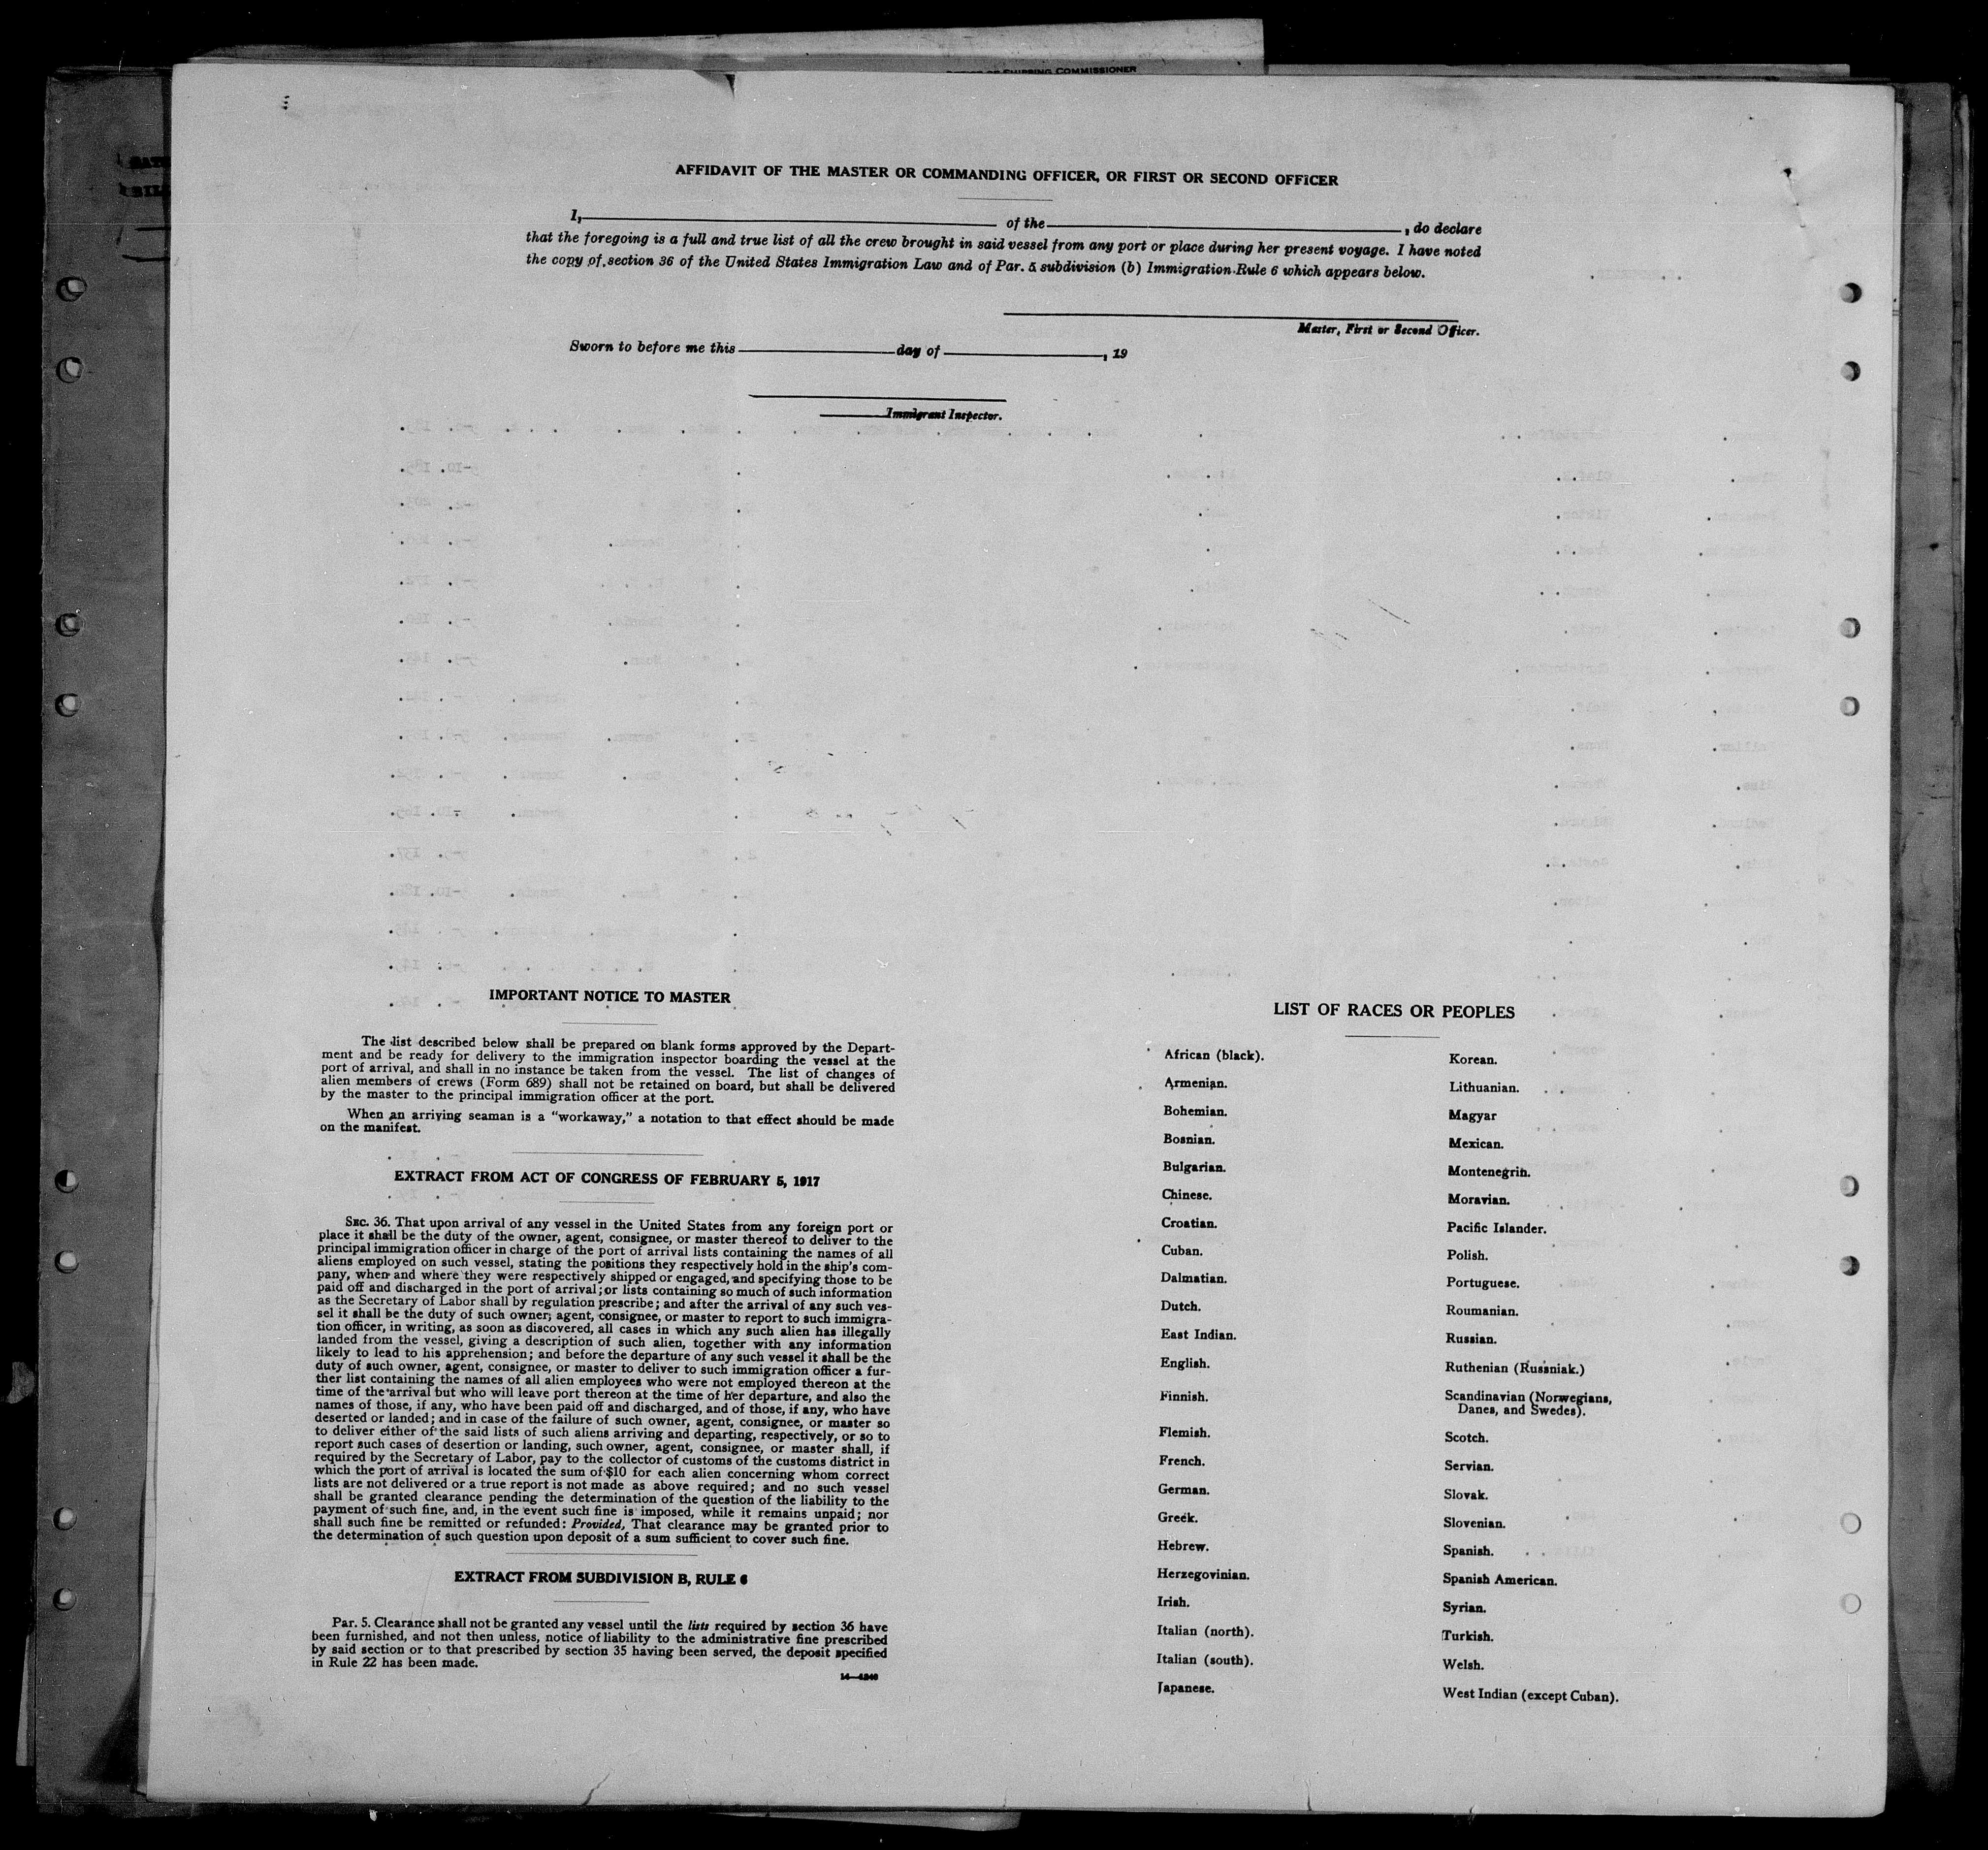 OFFICE OF SHIPPING COMMISSIONER
AFFIDAVIT OF THE MASTER OR COMMANDING OFFICER, OR FIRST OR SECOND OFFICER
I, of the , do declare
that the foregoing is a full and true list of all the crew brought in said vessel from any port or place during her present voyage. I have noted
the copy of section 36 of the United States Immigration Law and of Par. 5 subdivision (b) Immigration Rule 6 which appears below.
Master, First or Second Officer.
Sworn to before me this day of , 19
Immigrant Inspector.
IMPORTANT NOTICE TO MASTER
The list described below shall be prepared on blank forms approved by the Depart-
ment and be ready for delivery to the immigration inspector boarding the vessel at the
port of arrival, and shall in no instance be taken from the vessel. The list of changes of
alien members of crews (Form 689) shall not be retained on board, but shall be delivered
by the master to the principal immigration officer at the port.
When an arriving seaman is a "workaway," a notation to that effect should be made
on the manifest.
EXTRACT FROM ACT OF CONGRESS OF FEBRUARY 5, 1917
SEC. 36. That upon arrival of any vessel in the United States from any foreign port or
place it shall be the duty of the owner, agent, consignee, or master thereof to deliver to the
principal immigration officer in charge of the port of arrival lists containing the names of all
aliens employed on such vessel, stating the positions they respectively hold in the ship's com-
pany, when and where they were respectively shipped or engaged, and specifying those to be
paid off and discharged in the port of arrival; or lists containing so much of such information
as the Secretary of Labor shall by regulation prescribe; and after the arrival of any such ves-
sel it shall be the duty of such owner, agent, consignee, or master to report to such immigra-
tion officer, in writing, as soon as discovered, all cases in which any such alien has illegally
landed from the vessel, giving a description of such alien, together with any information
likely to lead to his apprehension; and before the departure of any such vessel it shall be the
duty of such owner, agent, consignee, or master to deliver to such immigration officer a fur-
ther list containing the names of all alien employees who were not employed thereon at the
time of the arrival but who will leave port thereon at the time of her departure, and also the
names of those, if any, who have been paid off and discharged, and of those, if any, who have
deserted or landed; and in case of the failure of such owner, agent, consignee, or master so
to deliver either of the said lists of such aliens arriving and departing, respectively, or so to
report such cases of desertion or landing, such owner, agent, consignee, or master shall, if
required by the Secretary of Labor, pay to the collector of customs of the customs district in
which the port of arrival is located the sum of $10 for each alien concerning whom correct
lists are not delivered or a true report is not made as above required; and no such vessel
shall be granted clearance pending the determination of the question of the liability to the
payment of such fine, and, in the event such fine is imposed, while it remains unpaid; nor
shall such fine be remitted or refunded: Provided, That clearance may be granted prior to
the determination of such question upon deposit of a sum sufficient to cover such fine.
EXTRACT FROM SUBDIVISION B, RULE 6
Par. 5. Clearance shall not be granted any vessel until the lists required by section 36 have
been furnished, and not then unless, notice of liability to the administrative fine prescribed
by said section or to that prescribed by section 35 having been served, the deposit specified
in Rule 22 has been made.
LIST OF RACES OR PEOPLES
African (black).
Armenian.
Bohemian.
Bosnian.
Bulgarian.
Chinese.
Croatian.
Cuban.
Dalmatian.
Dutch.
East Indian.
English.
Finnish.
Flemish.
French.
German.
Greek.
Hebrew.
Herzegovinian.
Irish.
Italian (north).
Italian (south).
Japanese.
Korean.
Lithuanian.
Magyar
Mexican.
Montenegrin.
Moravian.
Pacific Islander.
Polish.
Portuguese.
Roumanian.
Russian.
Ruthenian (Russniak.)
Scandinavian (Norwegians,
Danes, and Swedes).
Scotch.
Servian.
Slovak.
Slovenian.
Spanish.
Spanish American.
Syrian.
Turkish.
Welsh.
West Indian (except Cuban).